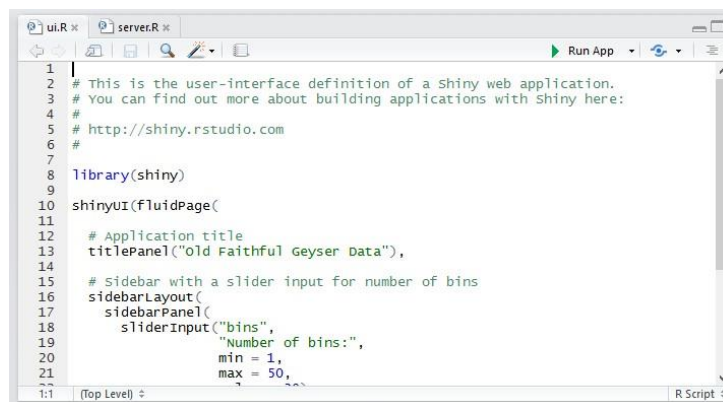 ui.R × server.R ×
Run App
1
2 # This is the user-interface definition of a Shiny web application.
3 # You can find out more about building applications with Shiny here:
4 #
5 # http://shiny.rstudio.com
6 #
7
8 library(shiny)
9
10 shinyUI(fluidPage(
11
12 # Application title
13 titlePanel("Old Faithful Geyser Data"),
14
15 # Sidebar with a slider input for number of bins
16 sidebarLayout(
17 sidebarPanel(
18 sliderInput("bins",
19 "Number of bins:",
20 min = 1,
21 max = 50,
1:1 (Top Level) R Script